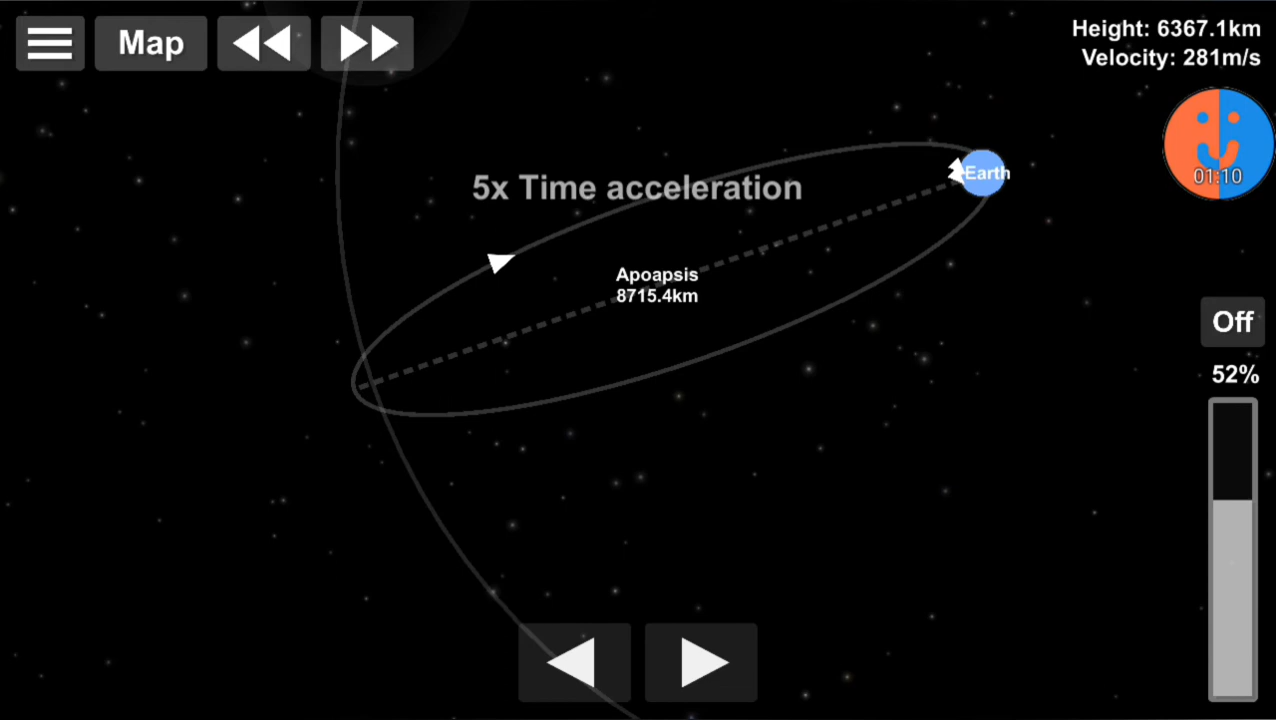 Map
Height: 6367.1km
Velocity: 281m/s
01:10
Earth
5x Time acceleration
Apoapsis
8715.4km
Off
52%